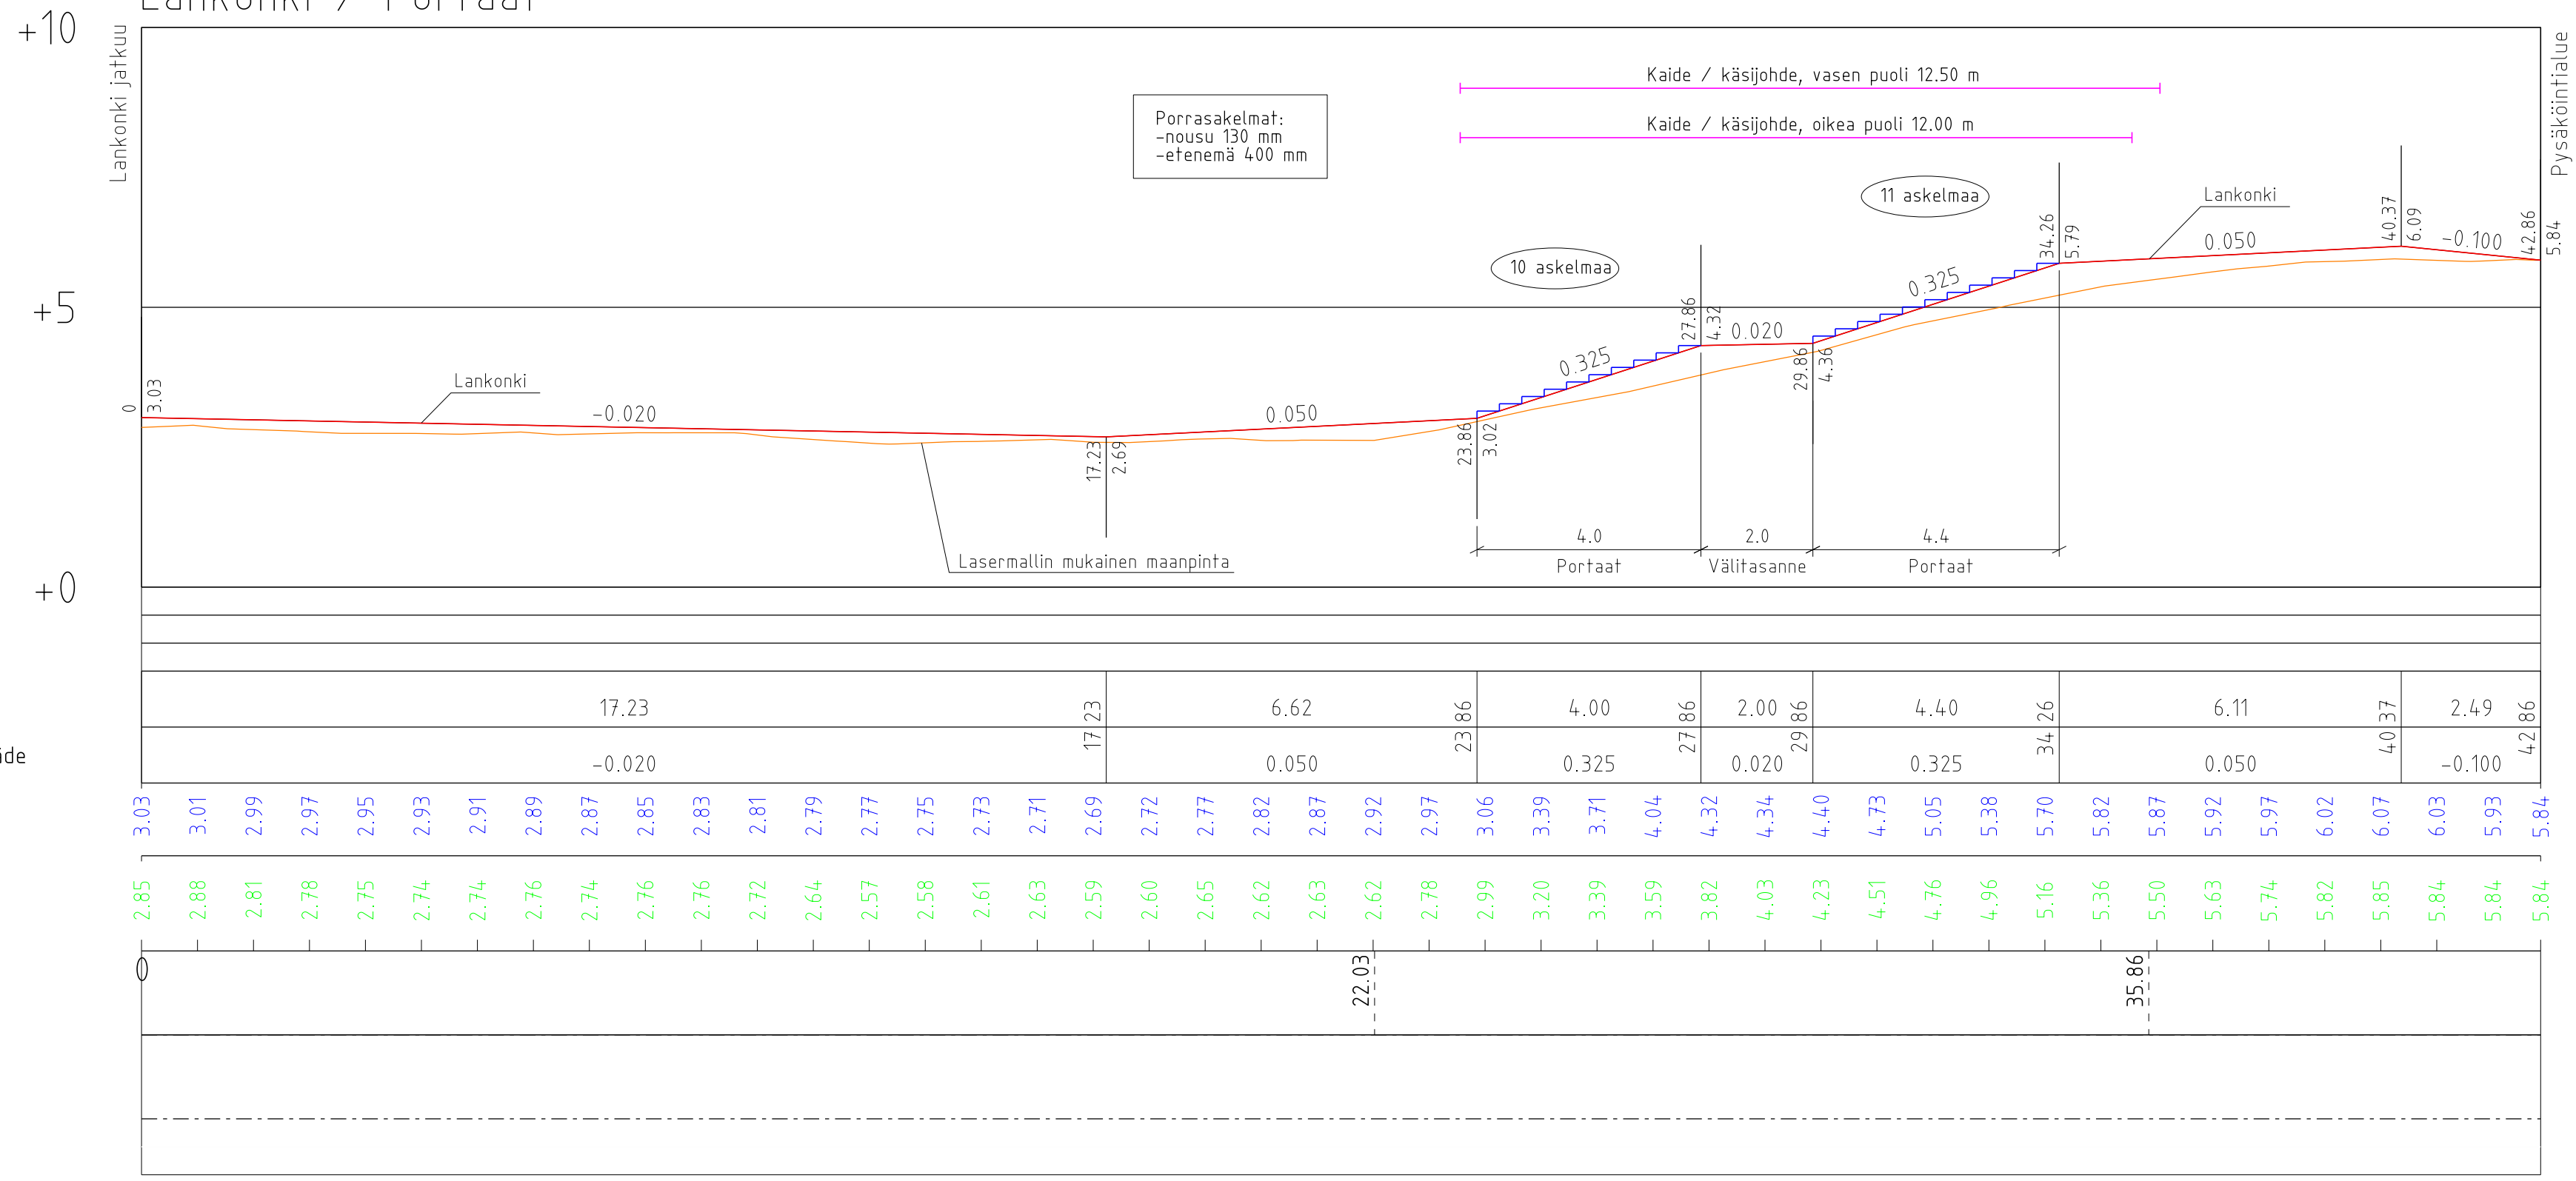 Lankonki / Portaat
+10
+5
+0
Lankonki jatkuu
Pysäköintialue
Kaide / käsijohde, vasen puoli 12.50 m
Kaide / käsijohde, oikea puoli 12.00 m
Porrasakelmat:
-nousu 130 mm
-etenemä 400 mm
11 askelmaa
10 askelmaa
Lankonki
0
3.03
Lankonki
-0.020
17.23
2.69
0.050
23.86
3.02
0.325
27.86
4.32
0.020
29.86
4.36
0.325
34.26
5.79
0.050
40.37
6.09
-0.100
42.86
5.84
Lasermallin mukainen maanpinta
4.0
2.0
4.4
Portaat
Välitasanne
Portaat
17.23
17 23
6.62
23 86
4.00
27 86
2.00
29 86
4.40
34 26
6.11
40 37
2.49
42 86
-0.020
0.050
0.325
0.020
0.325
0.050
-0.100
3.03 3.01 2.99 2.97 2.95 2.93 2.91 2.89 2.87 2.85 2.83 2.81 2.79 2.77 2.75 2.73 2.71 2.69 2.72 2.77 2.82 2.87 2.92 2.97 3.06 3.39 3.71 4.04 4.32 4.34 4.40 4.73 5.05 5.38 5.70 5.82 5.87 5.92 5.97 6.02 6.07 6.03 5.93 5.84
2.85 2.88 2.81 2.78 2.75 2.74 2.74 2.76 2.74 2.76 2.76 2.72 2.64 2.57 2.58 2.61 2.63 2.59 2.60 2.65 2.62 2.63 2.62 2.78 2.99 3.20 3.39 3.59 3.82 4.03 4.23 4.51 4.76 4.96 5.16 5.36 5.50 5.63 5.74 5.82 5.85 5.84 5.84 5.84
0
22.03
35.86